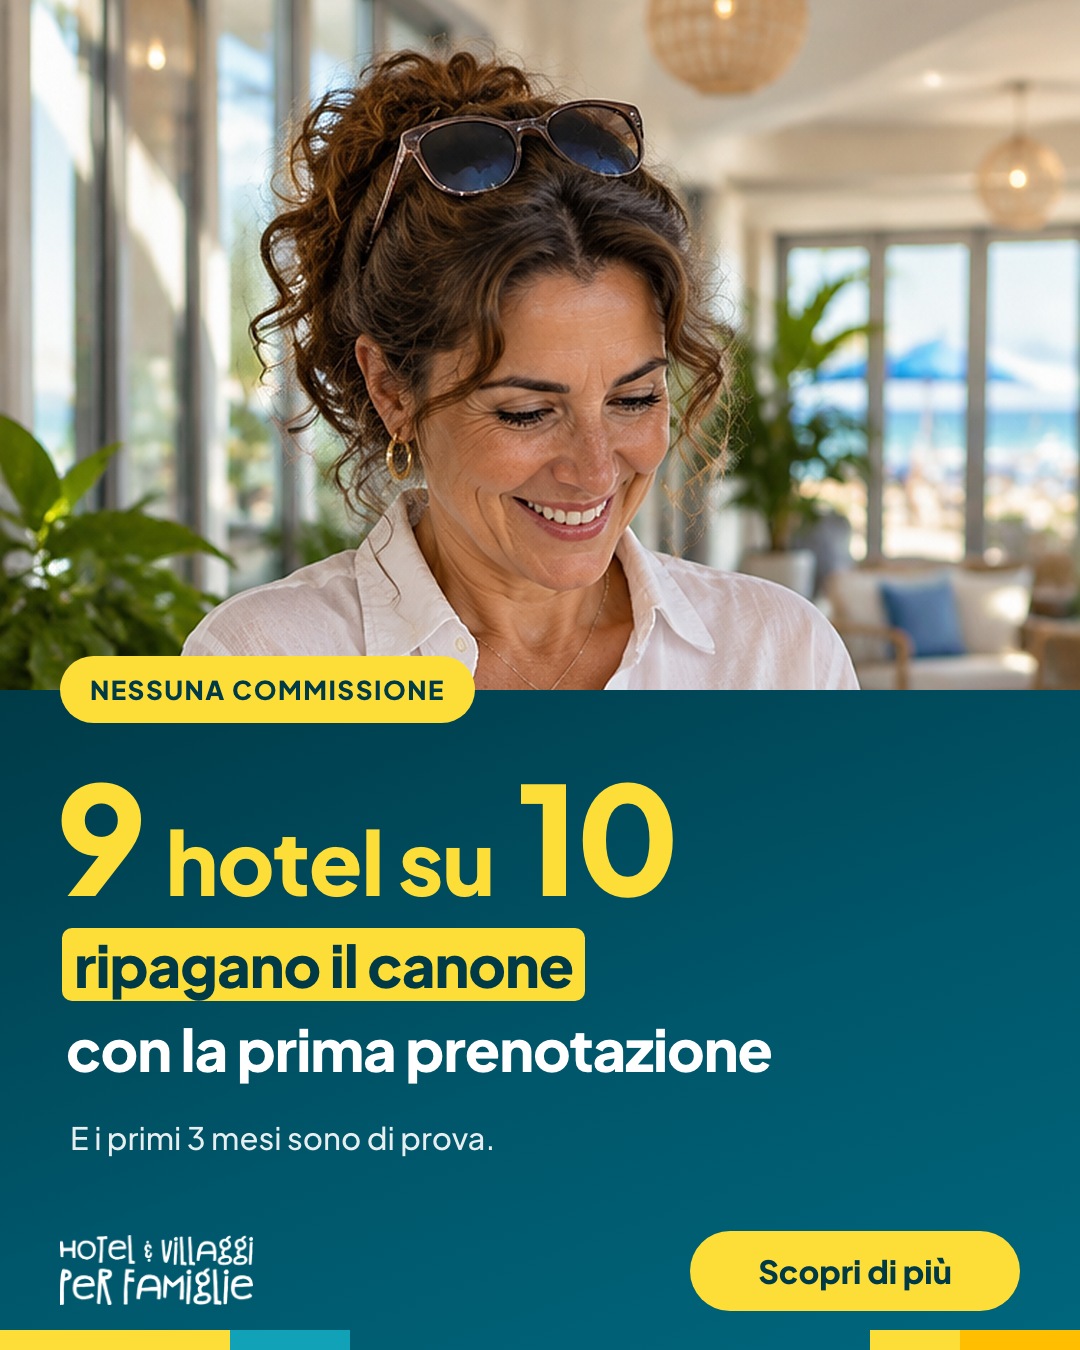 NESSUNA COMMISSIONE
9 hotel su 10
ripagano il canone
con la prima prenotazione
E i primi 3 mesi sono di prova.
HOTEL & VILLAGGI
PER FAMIGLIE
Scopri di più